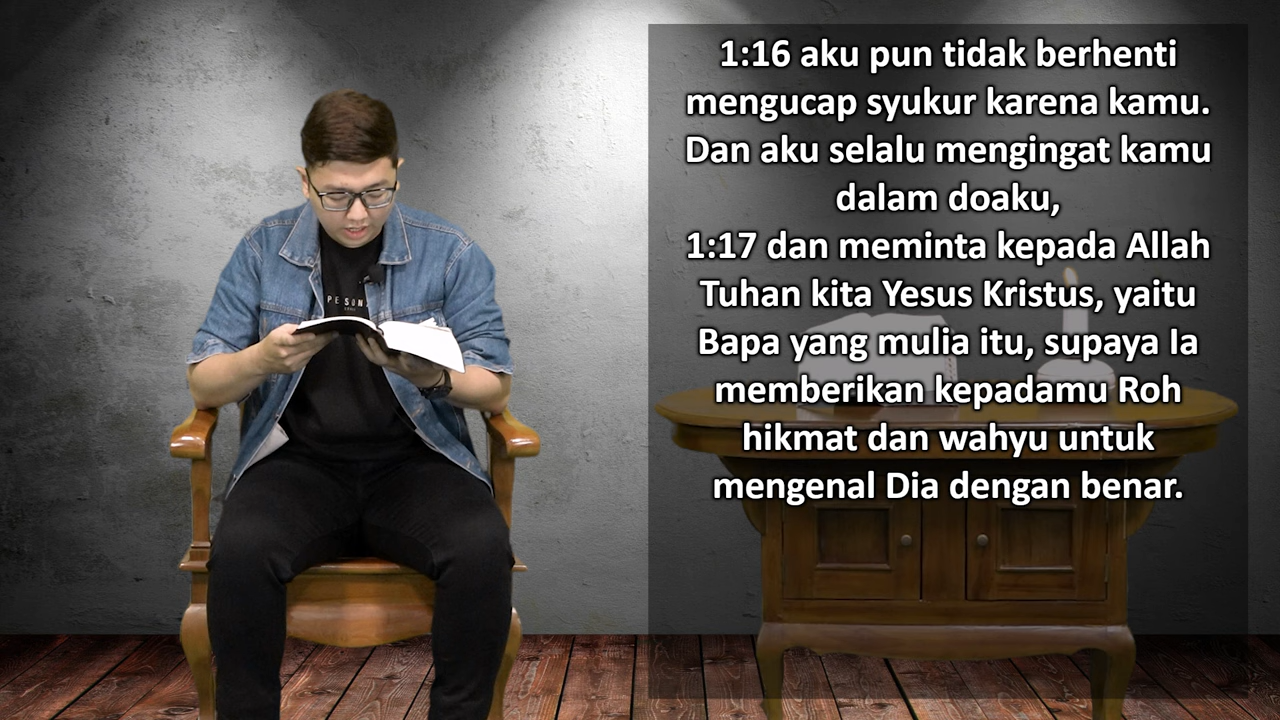 1:16 aku pun tidak berhenti
mengucap syukur karena kamu.
Dan aku selalu mengingat kamu
dalam doaku,
1:17 dan meminta kepada Allah
Tuhan kita Yesus Kristus, yaitu
Bapa yang mulia itu, supaya Ia
memberikan kepadamu Roh
hikmat dan wahyu untuk
mengenal Dia dengan benar.